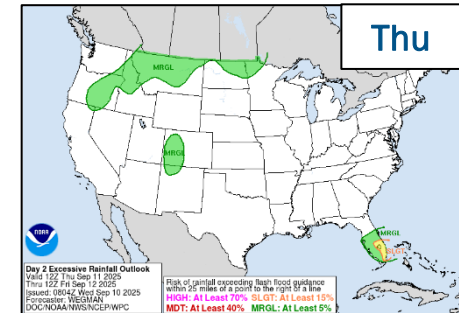 Thu
MRGL
MRGL
MRGL
SLGT
NOAA
Day 2 Excessive Rainfall Outlook
Valid 12Z Thu Sep 11 2025
Thru 12Z Fri Sep 12 2025
Issued: 0804Z Wed Sep 10 2025
Forecaster: WEGMAN
DOC/NOAA/NWS/NCEP/WPC
Risk of rainfall exceeding flash flood guidance
within 25 miles of a point to the right of a line
HIGH: At Least 70% SLGT: At Least 15%
MDT: At Least 40% MRGL: At Least 5%